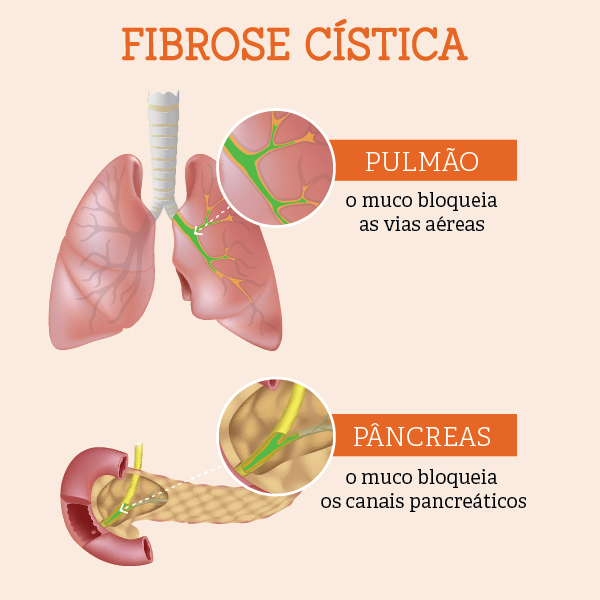 FIBROSE CÍSTICA
PULMÃO
o muco bloqueia
as vias aéreas
PÂNCREAS
o muco bloqueia
os canais pancreáticos